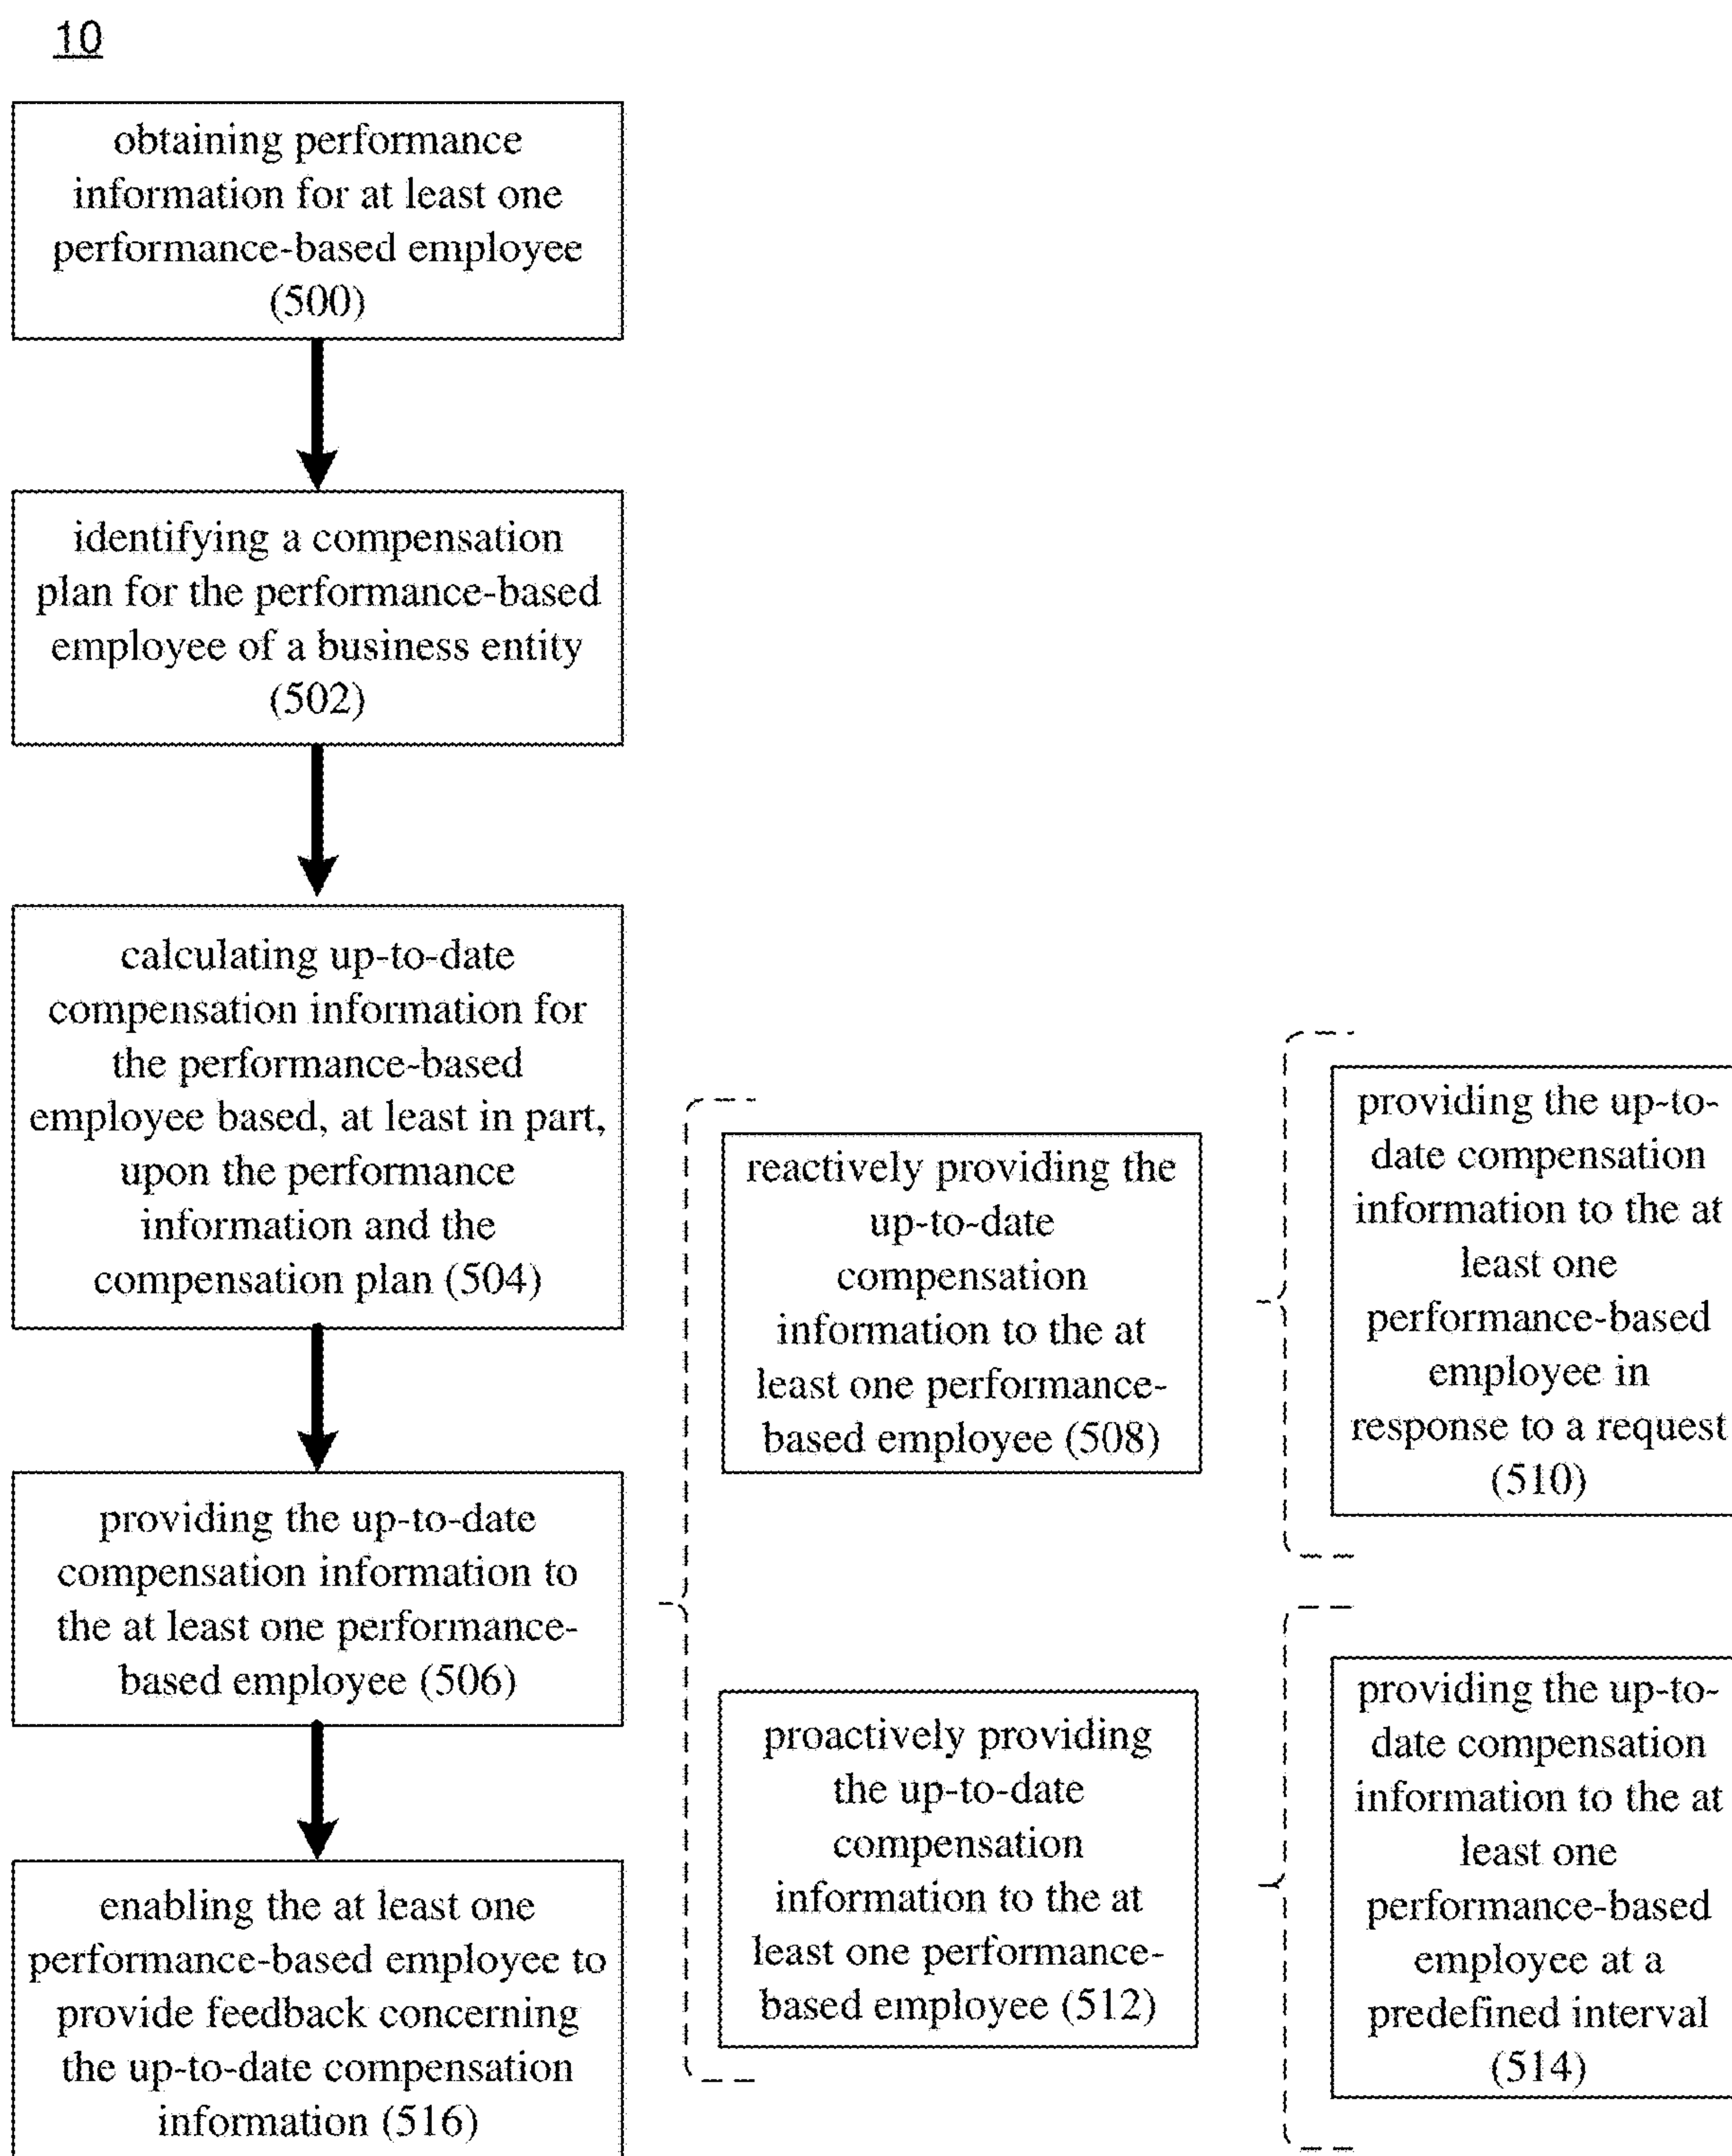 10
obtaining performance
information for at least one
performance-based employee
(500)
identifying a compensation
plan for the performance-based
employee of a business entity
(502)
calculating up-to-date
compensation information for
the performance-based
employee based, at least in part,
upon the performance
information and the
compensation plan (504)
providing the up-to-date
compensation information to
the at least one performance-
based employee (506)
enabling the at least one
performance-based employee to
provide feedback concerning
the up-to-date compensation
information (516)
reactively providing the
up-to-date
compensation
information to the at
least one performance-
based employee (508)
proactively providing
the up-to-date
compensation
information to the at
least one performance-
based employee (512)
providing the up-to-
date compensation
information to the at
least one
performance-based
employee in
response to a request
(510)
providing the up-to-
date compensation
information to the at
least one
performance-based
employee at a
predefined interval
(514)